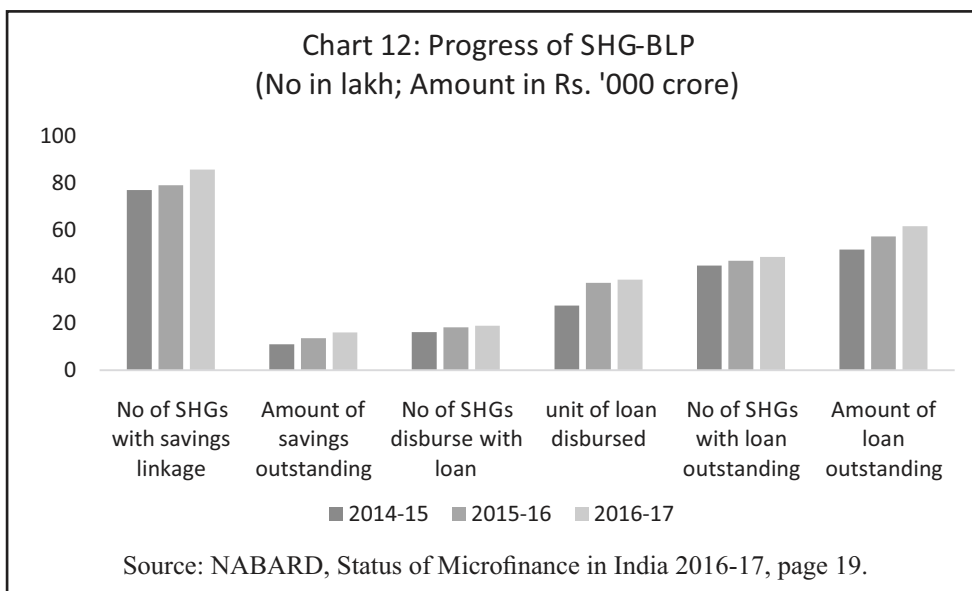 Chart 12: Progress of SHG-BLP
(No in lakh; Amount in Rs. '000 crore)
100
80
60
40
20
0
No of SHGs
with savings
linkage
Amount of
savings
outstanding
No of SHGs
disburse with
loan
unit of loan
disbursed
No of SHGs
with loan
outstanding
Amount of
loan
outstanding
2014-15 2015-16 2016-17
Source: NABARD, Status of Microfinance in India 2016-17, page 19.